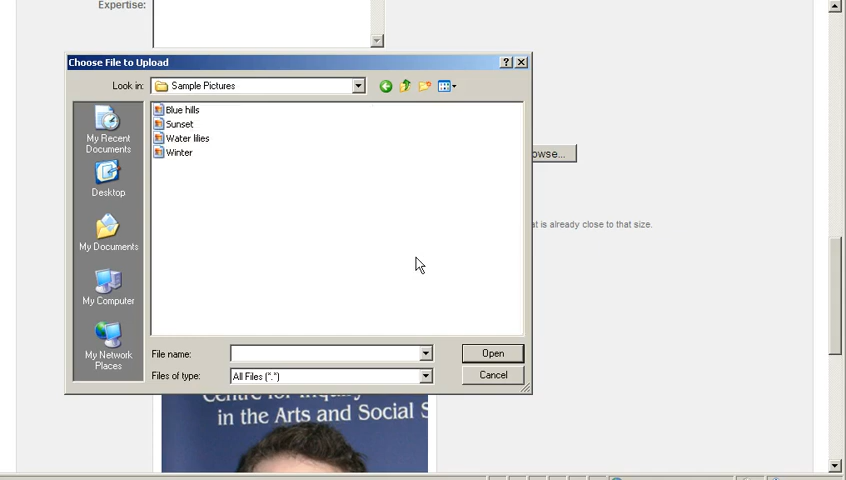 Expertise:
Choose File to Upload
Look in: Sample Pictures
Blue hills
Sunset
Water lilies
Winter
My Recent
Documents
Desktop
My Documents
My Computer
My Network
Places
owse...
at is already close to that size.
File name:
Open
Files of type: All Files (*.*)
Cancel
Centre for
in the Arts and Social S